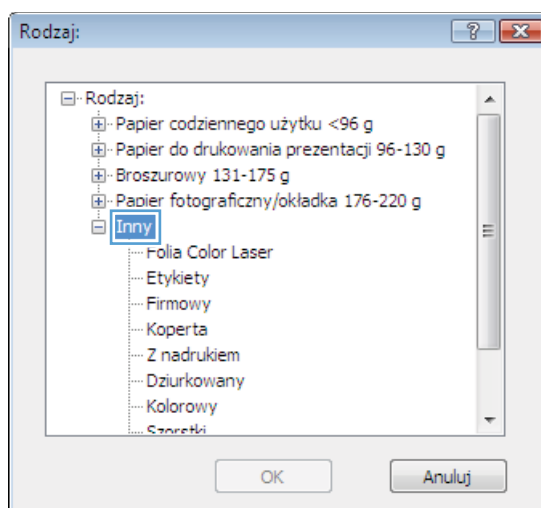 Rodzaj:
Rodzaj:
Papier codziennego użytku <96 g
Papier do drukowania prezentacji 96-130 g
Broszurowy 131-175 g
Papier fotograficzny/okładka 176-220 g
Inny
Folia Color Laser
Etykiety
Firmowy
Koperta
Z nadrukiem
Dziurkowany
Kolorowy
Szorstki
OK Anuluj